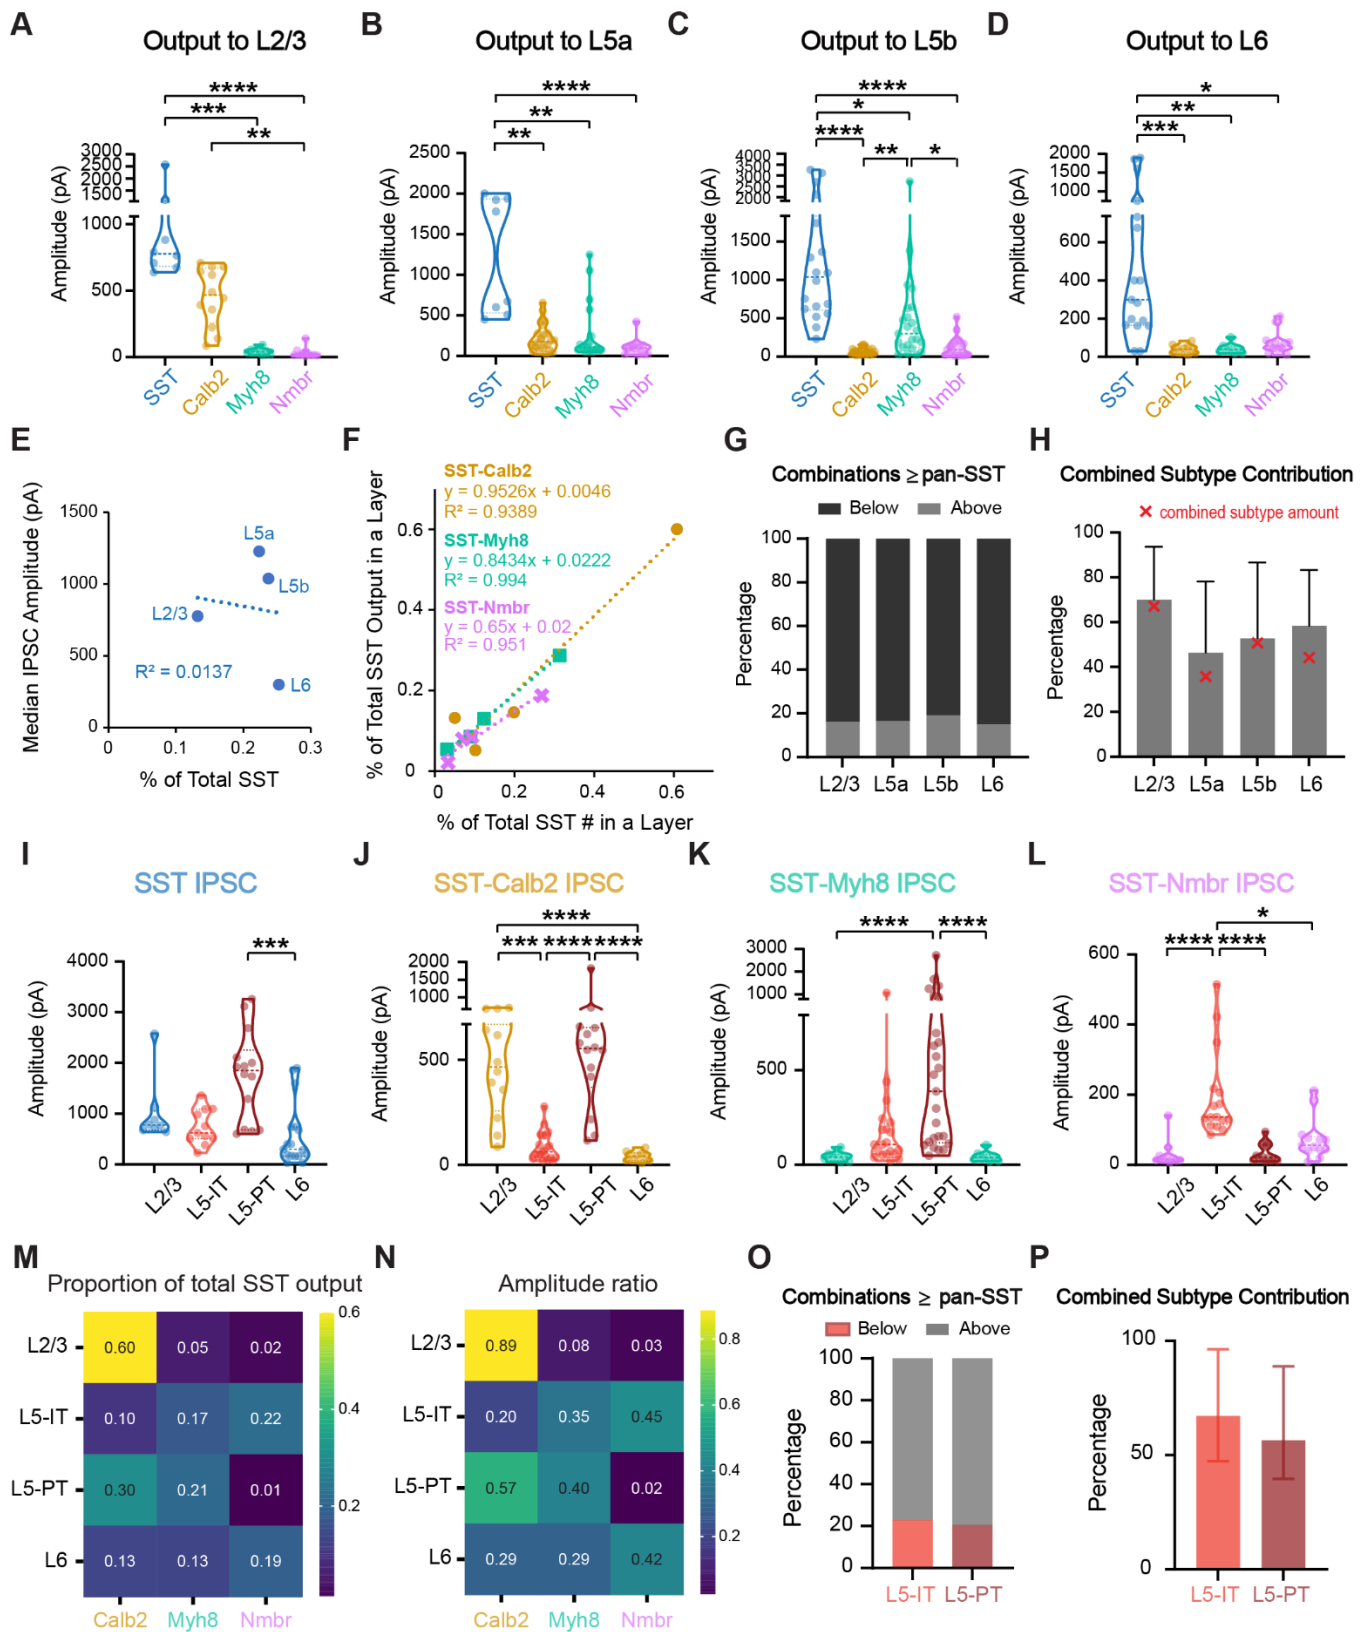 A
Output to L2/3
****
***
**
Amplitude (pA)
3000
2500
2000
1500
1000
500
0
SST
Calb2
Myh8
Nmbr
B
Output to L5a
****
**
**
Amplitude (pA)
2500
2000
1500
1000
500
0
SST
Calb2
Myh8
Nmbr
C
Output to L5b
****
*
****
**
*
Amplitude (pA)
4000
3500
3000
2500
2000
1500
1000
500
0
SST
Calb2
Myh8
Nmbr
D
Output to L6
*
**
***
Amplitude (pA)
2000
1500
1000
600
400
200
0
SST
Calb2
Myh8
Nmbr
E
Median IPSC Amplitude (pA)
1500
1000
500
0
L5a
L5b
L2/3
R² = 0.0137
L6
0
0.1
0.2
0.3
% of Total SST
F
% of Total SST Output in a Layer
SST-Calb2
y = 0.9526x + 0.0046
R² = 0.9389
SST-Myh8
y = 0.8434x + 0.0222
R² = 0.994
SST-Nmbr
y = 0.65x + 0.02
R² = 0.951
0.6
0.4
0.2
0
0
0.2
0.4
0.6
% of Total SST # in a Layer
G
Combinations ≥ pan-SST
Below
Above
Percentage
100
80
60
40
20
0
L2/3
L5a
L5b
L6
H
Combined Subtype Contribution
× combined subtype amount
Percentage
100
80
60
40
20
0
L2/3
L5a
L5b
L6
I
SST IPSC
***
Amplitude (pA)
4000
3000
2000
1000
0
L2/3
L5-IT
L5-PT
L6
J
SST-Calb2 IPSC
****
***
****
****
Amplitude (pA)
2000
1500
1000
500
0
L2/3
L5-IT
L5-PT
L6
K
SST-Myh8 IPSC
****
****
Amplitude (pA)
3000
2000
1000
500
0
L2/3
L5-IT
L5-PT
L6
L
SST-Nmbr IPSC
*
****
****
Amplitude (pA)
600
400
200
0
L2/3
L5-IT
L5-PT
L6
M
Proportion of total SST output
L2/3
0.60
0.05
0.02
L5-IT
0.10
0.17
0.22
L5-PT
0.30
0.21
0.01
L6
0.13
0.13
0.19
Calb2
Myh8
Nmbr
0.6
0.4
0.2
N
Amplitude ratio
L2/3
0.89
0.08
0.03
L5-IT
0.20
0.35
0.45
L5-PT
0.57
0.40
0.02
L6
0.29
0.29
0.42
Calb2
Myh8
Nmbr
0.8
0.6
0.4
0.2
O
Combinations ≥ pan-SST
Below
Above
Percentage
100
80
60
40
20
0
L5-IT
L5-PT
P
Combined Subtype Contribution
Percentage
100
50
0
L5-IT
L5-PT